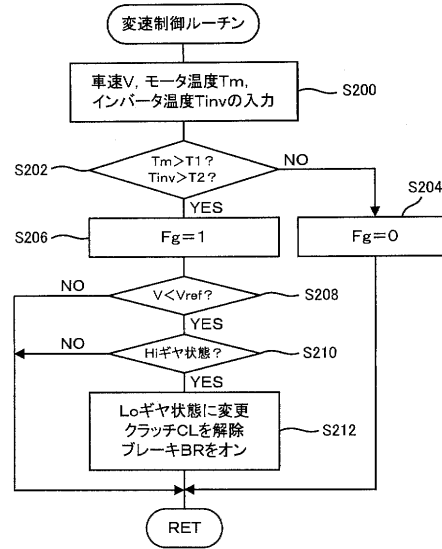 変速制御ルーチン
車速V, モータ温度Tm,
インバータ温度Tinvの入力
S200
Tm>T1?
Tinv>T2?
S202
NO
S204
YES
S206
Fg=1
Fg=0
NO
V<Vref?
S208
YES
NO
Hiギヤ状態?
S210
YES
Loギヤ状態に変更
クラッチCLを解除
ブレーキBRをオン
S212
RET